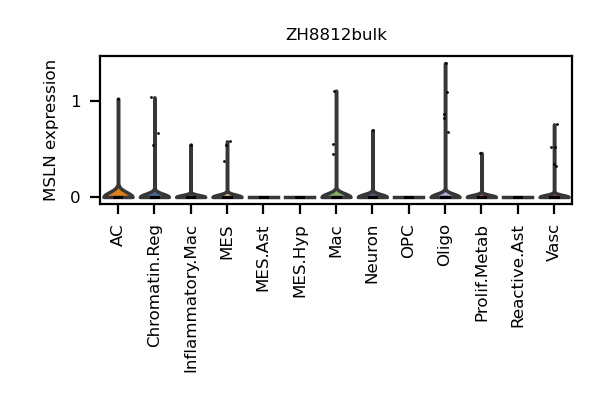 ZH8812bulk
MSLN expression
1
0
AC
Chromatin.Reg
Inflammatory.Mac
MES
MES.Ast
MES.Hyp
Mac
Neuron
OPC
Oligo
Prolif.Metab
Reactive.Ast
Vasc